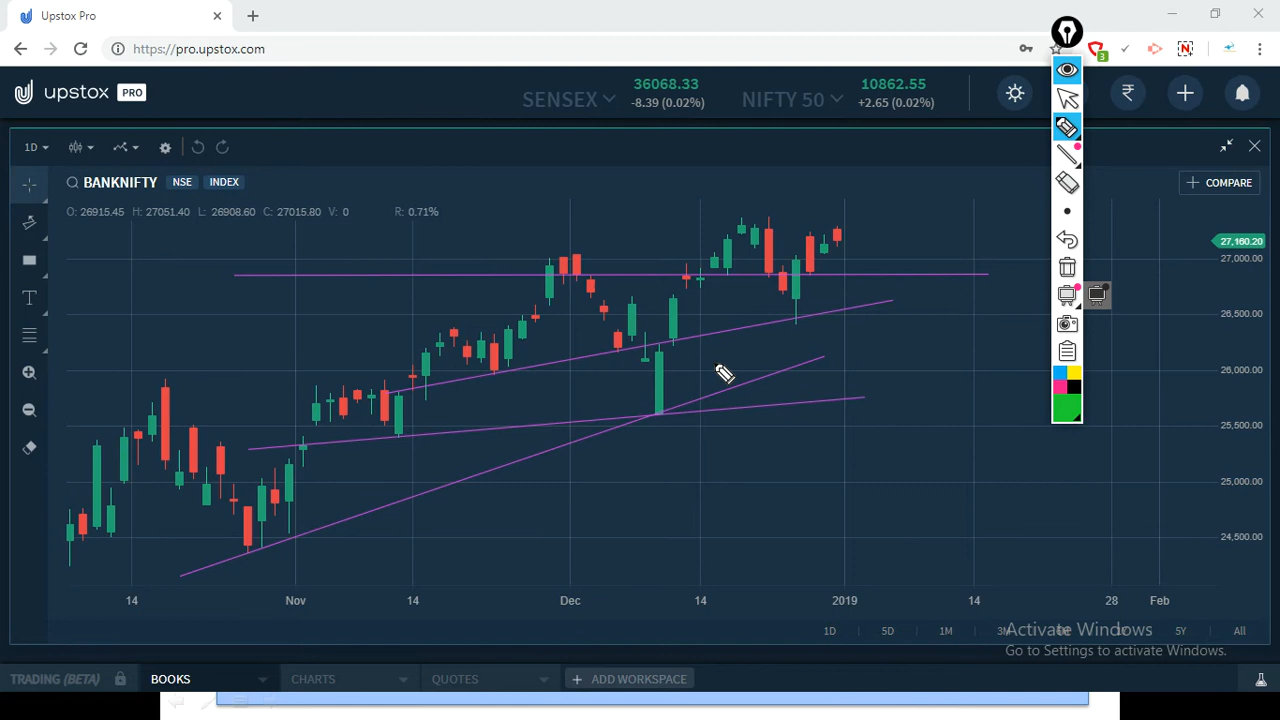 Upstox Pro
https://pro.upstox.com
3
upstox PRO
SENSEX 36068.33 -8.39 (0.02%)
NIFTY 50 10862.55 +2.65 (0.02%)
1D
BANKNIFTY NSE INDEX
COMPARE
O: 26915.45 H: 27051.40 L: 26908.60 C: 27015.80 V: 0 R: 0.71%
27,160.20
27,000.00
26,500.00
26,000.00
25,500.00
25,000.00
24,500.00
14 Nov 14 Dec 14 2019 14 28 Feb
1D 5D 1M 3M 5Y All
Activate Windows
Go to Settings to activate Windows.
TRADING (BETA) BOOKS CHARTS QUOTES ADD WORKSPACE